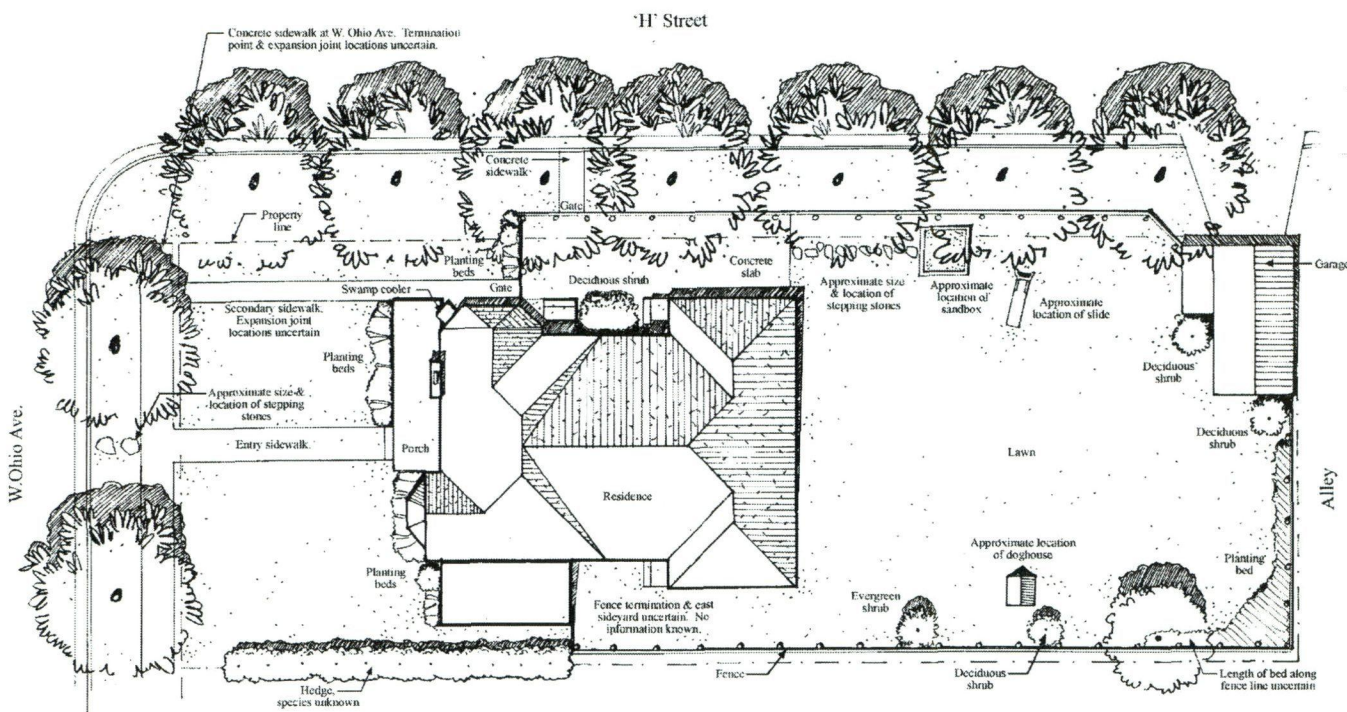 'H' Street
Concrete sidewalk at W. Ohio Ave. Termination
point & expansion joint locations uncertain.
Concrete
sidewalk
Gate
Property
line
Planting
beds
Gate
Swamp cooler
Deciduous shrub
Concrete
slab
Approximate size
& location of
stepping stones
Approximate
location of
sandbox
Approximate
location of slide
Garage
Secondary sidewalk.
Expansion joint
locations uncertain
Planting
beds
Deciduous
shrub
Approximate size &
location of stepping
stones
Deciduous
shrub
W.Ohio Ave.
Entry sidewalk.
Porch
Lawn
Residence
Alley
Approximate location
of doghouse
Planting
bed
Planting
beds
Fence termination & east
sideyard uncertain. No
information known.
Evergreen
shrub
Fence
Deciduous
shrub
Length of bed along
fence line uncertain
Hedge,
species unknown